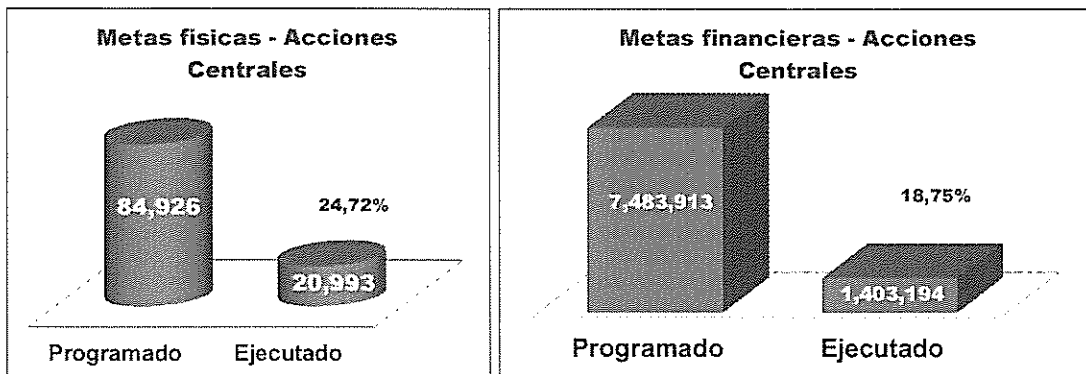 Metas fisicas - Acciones
Centrales
84,926
24,72%
20,993
Programado
Ejecutado
Metas financieras - Acciones
Centrales
7,483,913
18,75%
1,403,194
Programado
Ejecutado